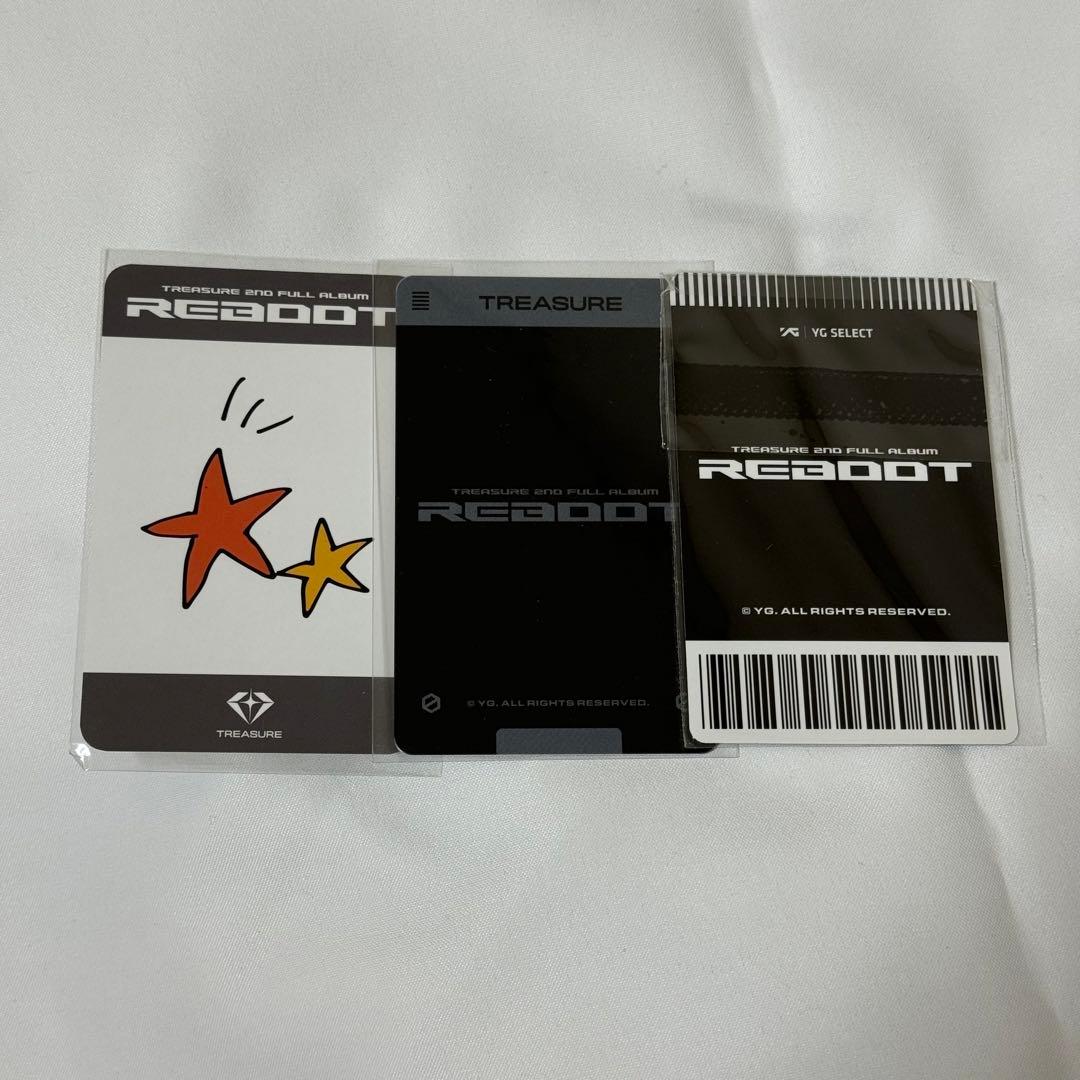 TREASURE 2ND FULL ALBUM
REBOOT
TREASURE
TREASURE
TREASURE 2ND FULL ALBUM
REBOOT
© YG. ALL RIGHTS RESERVED.
YG | YG SELECT
TREASURE 2ND FULL ALBUM
REBOOT
© YG. ALL RIGHTS RESERVED.